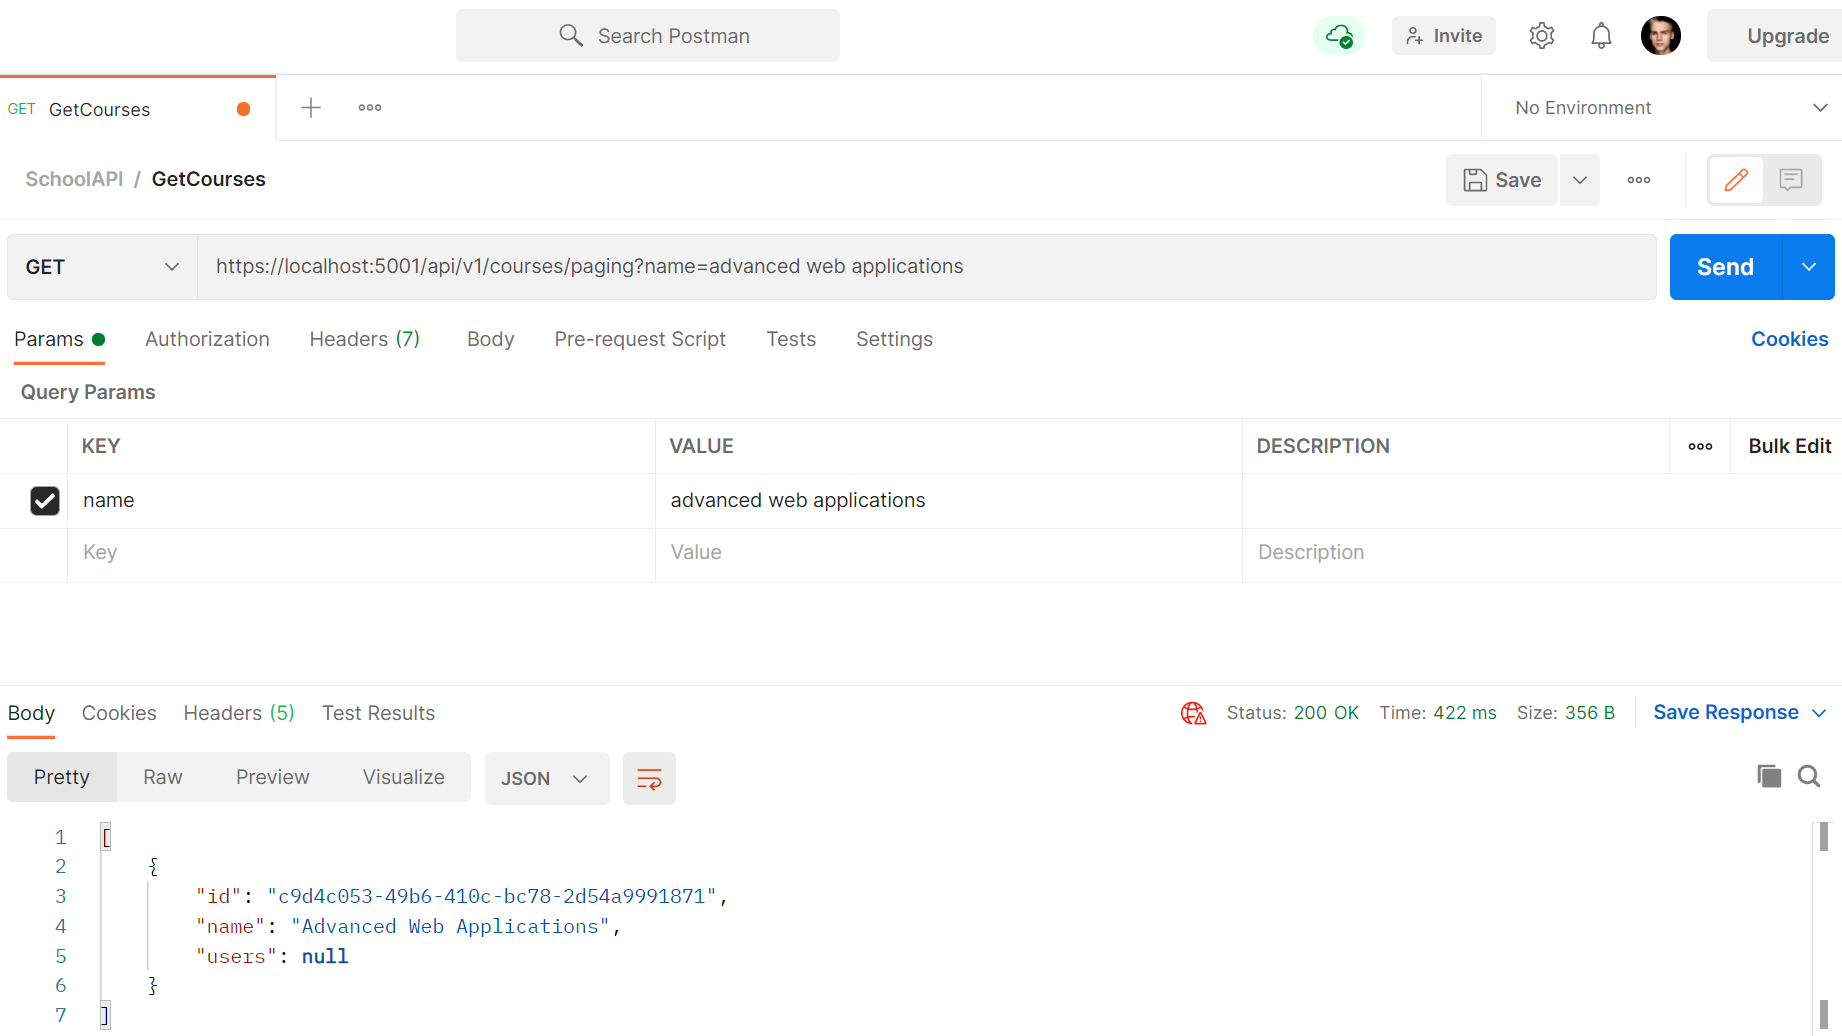 Search Postman
Invite
Upgrade
GET GetCourses
No Environment
SchoolAPI / GetCourses
Save
GET
https://localhost:5001/api/v1/courses/paging?name=advanced web applications
Send
Params Authorization Headers (7) Body Pre-request Script Tests Settings Cookies
Query Params
KEY VALUE DESCRIPTION Bulk Edit
name advanced web applications
Key Value Description
Body Cookies Headers (5) Test Results Status: 200 OK Time: 422 ms Size: 356 B Save Response
Pretty Raw Preview Visualize JSON
1 [
2 {
3 "id": "c9d4c053-49b6-410c-bc78-2d54a9991871",
4 "name": "Advanced Web Applications",
5 "users": null
6 }
7 ]